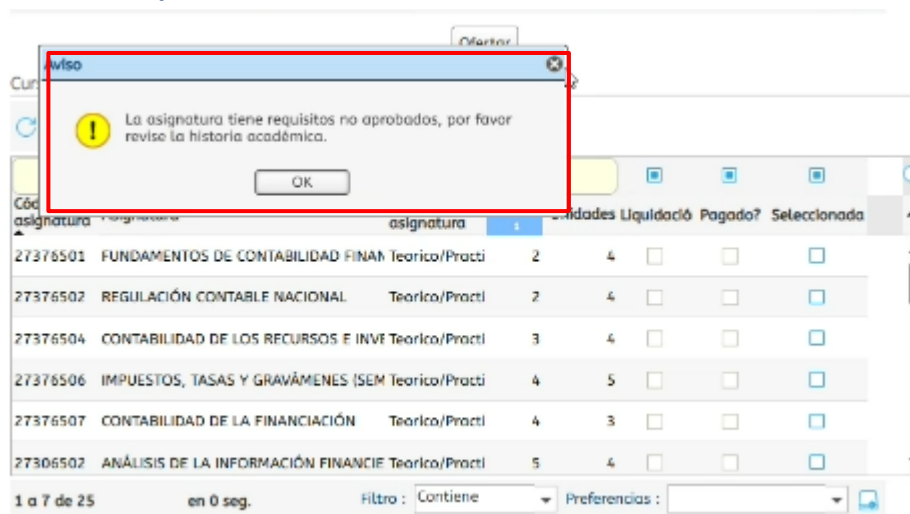 Ofertar
Aviso
Cur
La asignatura tiene requisitos no aprobados, por favor
revise la historia académica.
OK
Cód
asignatura
Asignatura
asignatura
1
Unidades Liquidació Pagado? Seleccionada
27376501 FUNDAMENTOS DE CONTABILIDAD FINAN Teorico/Practi 2 4
27376502 REGULACIÓN CONTABLE NACIONAL Teorico/Practi 2 4
27376504 CONTABILIDAD DE LOS RECURSOS E INVE Teorico/Practi 3 4
27376506 IMPUESTOS, TASAS Y GRAVÁMENES (SEM Teorico/Practi 4 5
27376507 CONTABILIDAD DE LA FINANCIACIÓN Teorico/Practi 4 3
27306502 ANÁLISIS DE LA INFORMACIÓN FINANCIE Teorico/Practi 5 4
1 a 7 de 25 en 0 seg. Filtro : Contiene Preferencias :